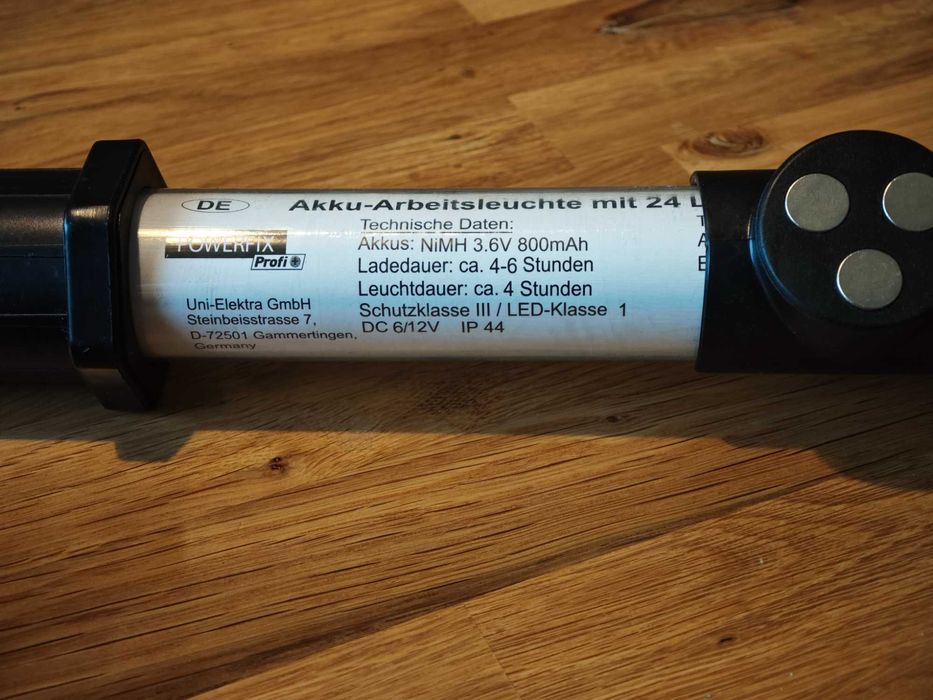 DE
Akku-Arbeitsleuchte mit 24 L
POWERFIX
Profi
Uni-Elektra GmbH
Steinbeisstrasse 7,
D-72501 Gammertingen,
Germany
Technische Daten:
Akkus: NiMH 3.6V 800mAh
Ladedauer: ca. 4-6 Stunden
Leuchtdauer: ca. 4 Stunden
Schutzklasse III / LED-Klasse 1
DC 6/12V IP 44